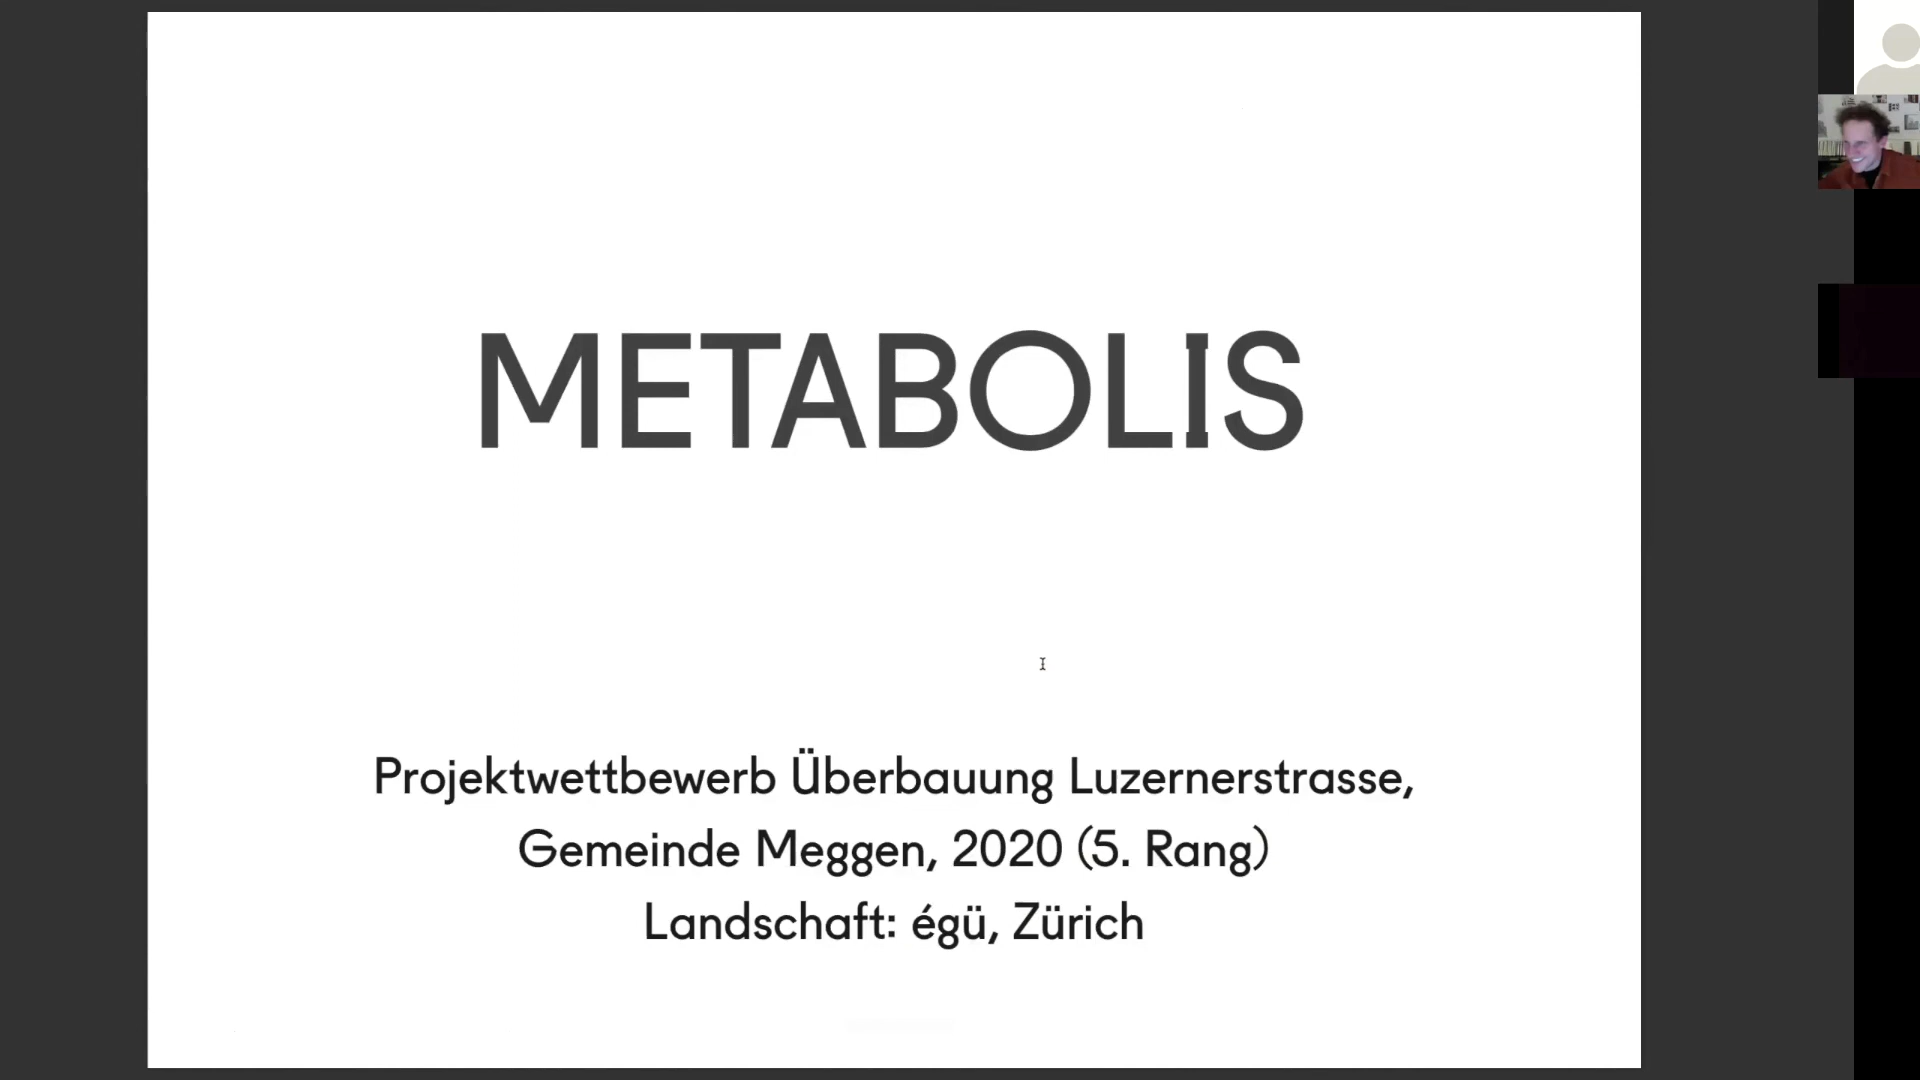 METABOLIS
Projektwettbewerb Überbauung Luzernerstrasse,
Gemeinde Meggen, 2020 (5. Rang)
Landschaft: égü, Zürich